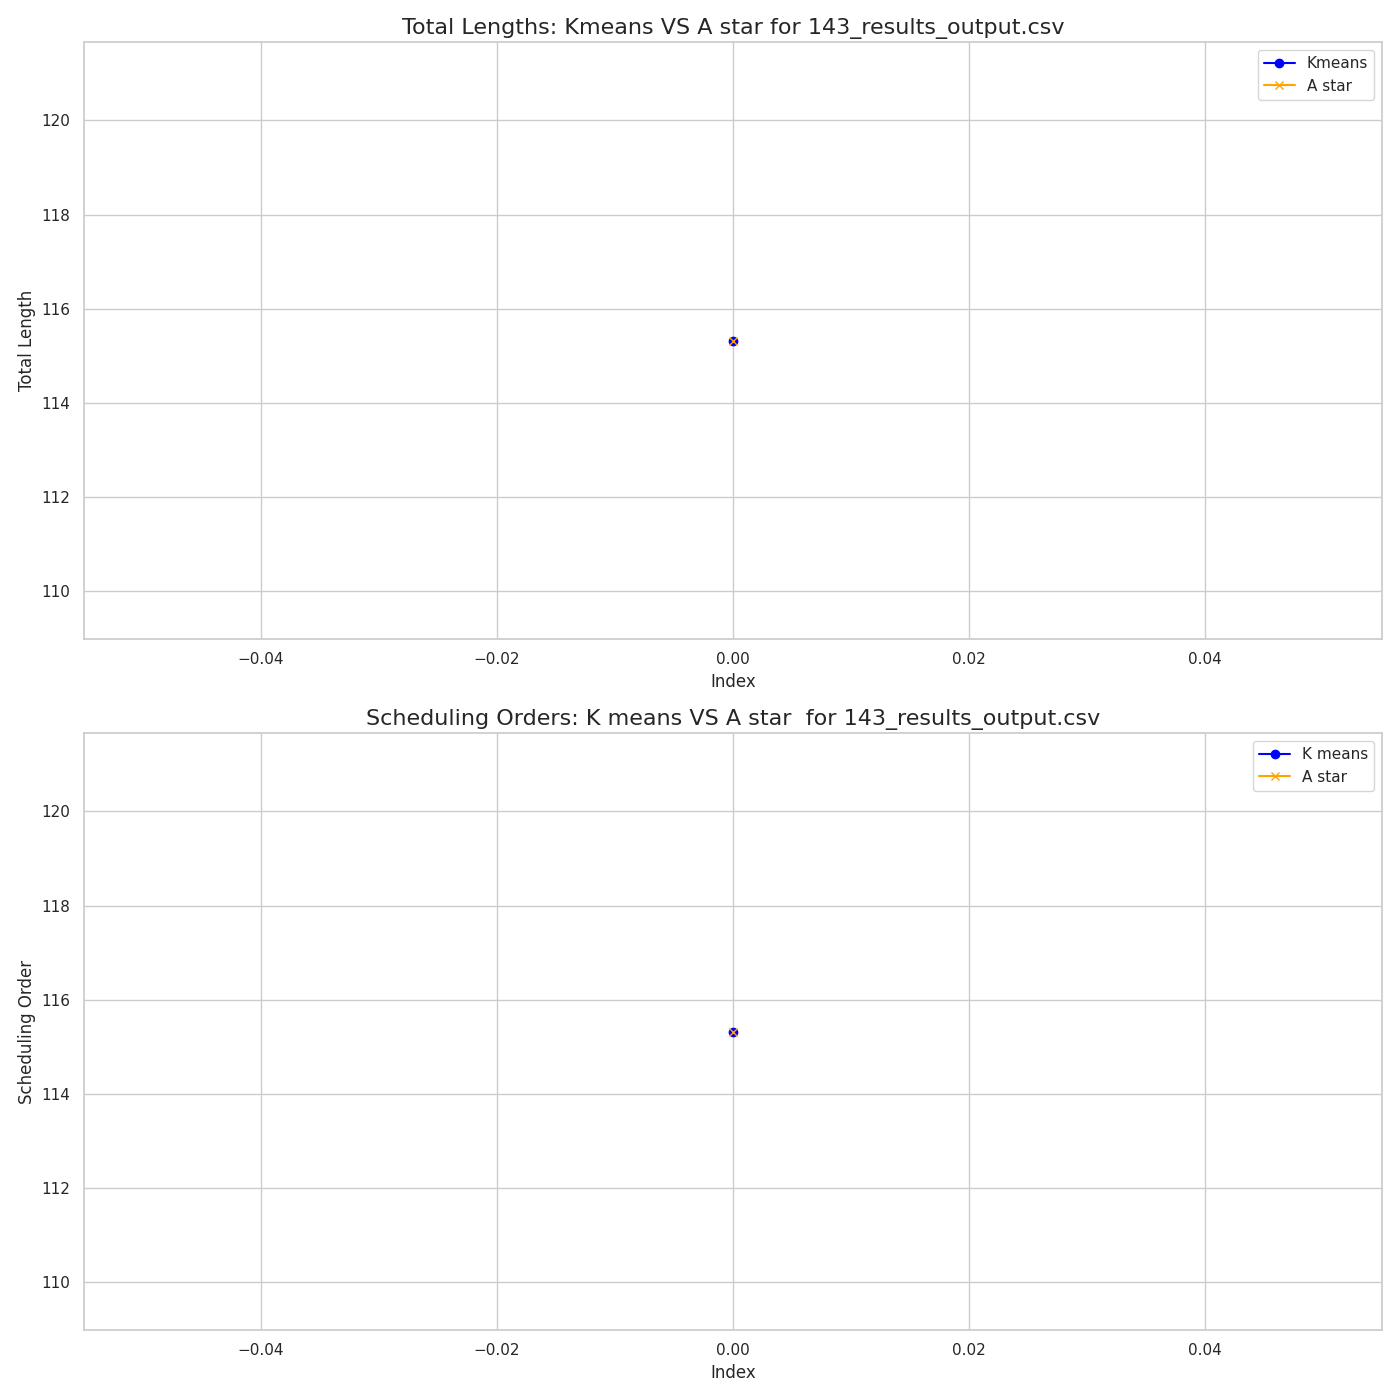 Total Lengths: Kmeans VS A star for 143_results_output.csv
Kmeans
A star
120
118
116
114
112
110
Total Length
−0.04
−0.02
0.00
0.02
0.04
Index
Scheduling Orders: K means VS A star  for 143_results_output.csv
K means
A star
120
118
116
114
112
110
Scheduling Order
−0.04
−0.02
0.00
0.02
0.04
Index